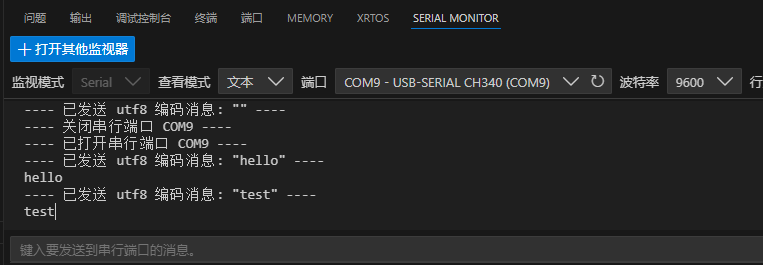 问题 输出 调试控制台 终端 端口 MEMORY XRTOS SERIAL MONITOR
打开其他监视器
监视模式 Serial 查看模式 文本 端口 COM9 - USB-SERIAL CH340 (COM9) 波特率 9600 行
---- 已发送 utf8 编码消息: "" ----
---- 关闭串行端口 COM9 ----
---- 已打开串行端口 COM9 ----
---- 已发送 utf8 编码消息: "hello" ----
hello
---- 已发送 utf8 编码消息: "test" ----
test
键入要发送到串行端口的消息。